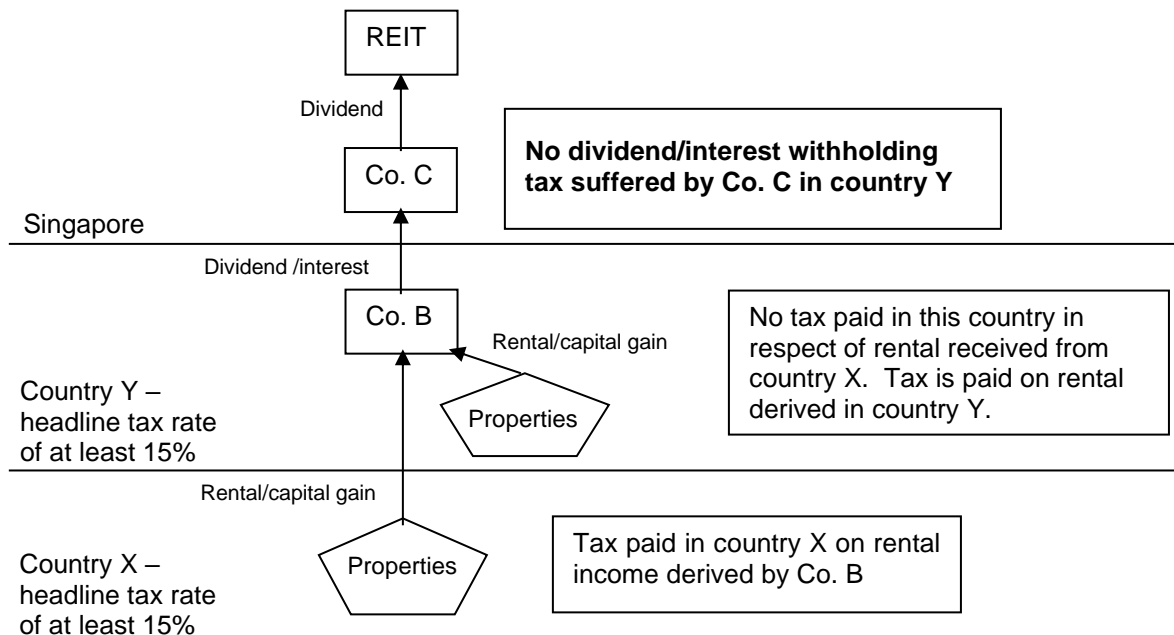 REIT
Dividend
Co. C
No dividend/interest withholding
tax suffered by Co. C in country Y
Singapore
Dividend /interest
Co. B
Rental/capital gain
Properties
No tax paid in this country in
respect of rental received from
country X.  Tax is paid on rental
derived in country Y.
Country Y –
headline tax rate
of at least 15%
Rental/capital gain
Properties
Tax paid in country X on rental
income derived by Co. B
Country X –
headline tax rate
of at least 15%